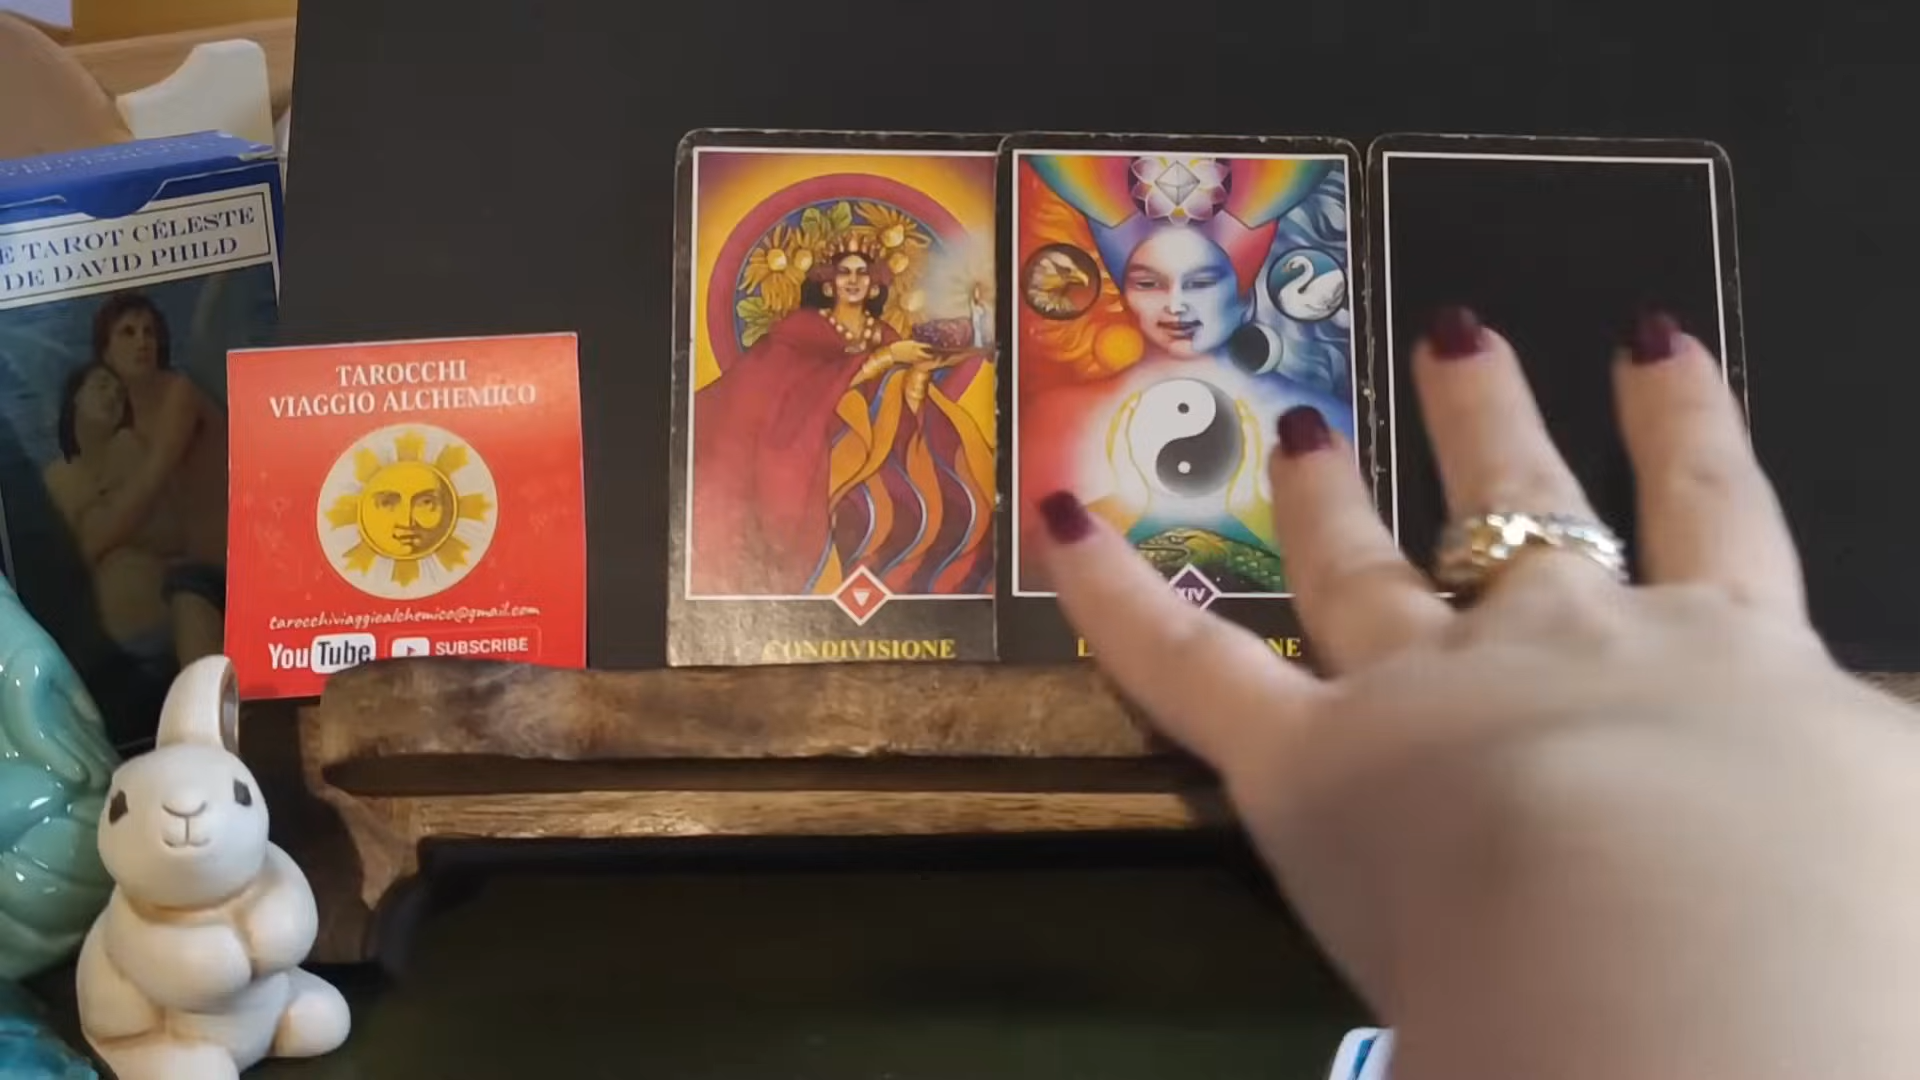 E TAROT CÉLESTE
DE DAVID PHILD
TAROCCHI
VIAGGIO ALCHEMICO
tarocchiviaggioalchemico@gmail.com
YouTube SUBSCRIBE
CONDIVISIONE
XIV